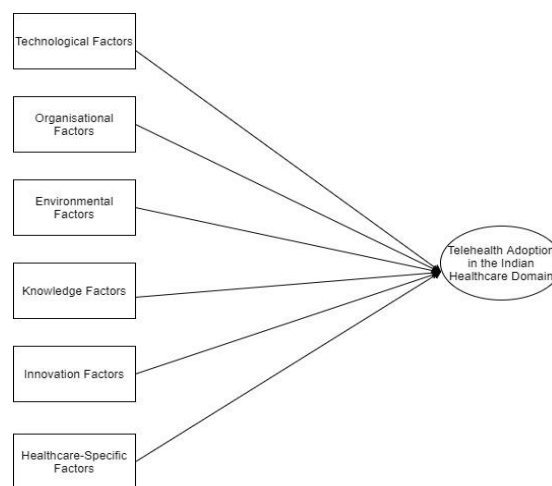 Technological Factors
Organisational
Factors
Environmental
Factors
Knowledge Factors
Innovation Factors
Healthcare-Specific
Factors
Telehealth Adoption
in the Indian
Healthcare Domain